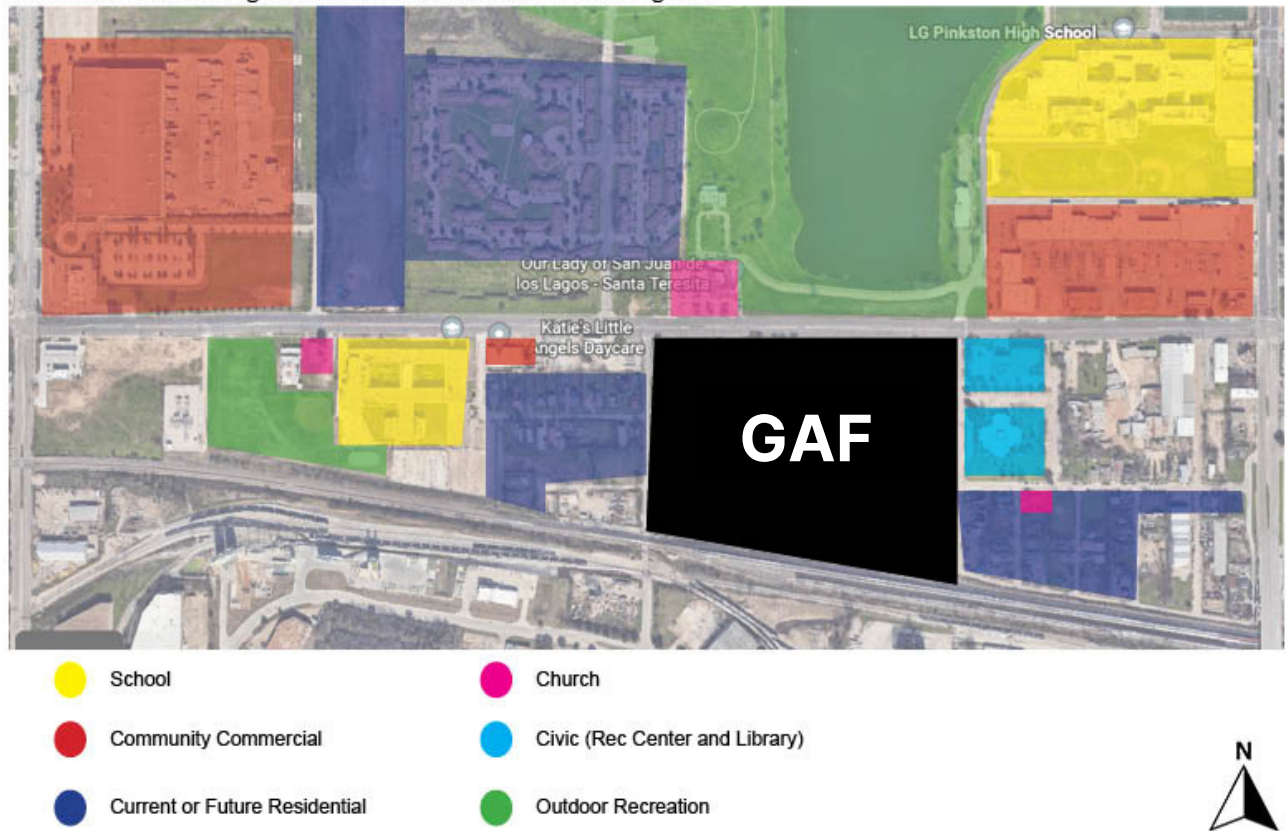 LG Pinkston High School
Our Lady of San Juan de
los Lagos - Santa Teresita
Katie's Little
Angels Daycare
GAF
School
Church
Community Commercial
Civic (Rec Center and Library)
N
Current or Future Residential
Outdoor Recreation